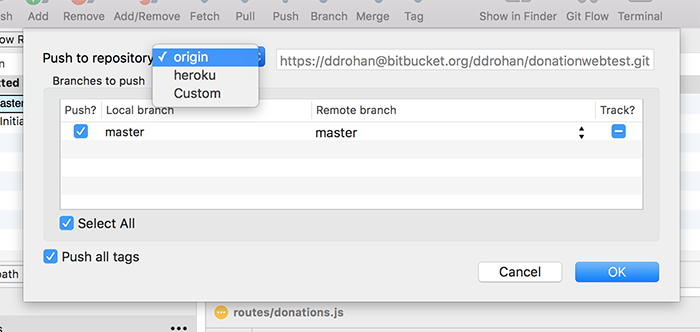 sh Add Remove Add/Remove Fetch Pull Push Branch Merge Tag Show in Finder Git Flow Terminal
Push to repository ✓ origin https://ddrohan@bitbucket.org/ddrohan/donationwebtest.git
heroku
Custom
Branches to push
Push? Local branch Remote branch Track?
master master
Select All
Push all tags
Cancel OK
ow R
tted
aster
Initia
path
s
routes/donations.js